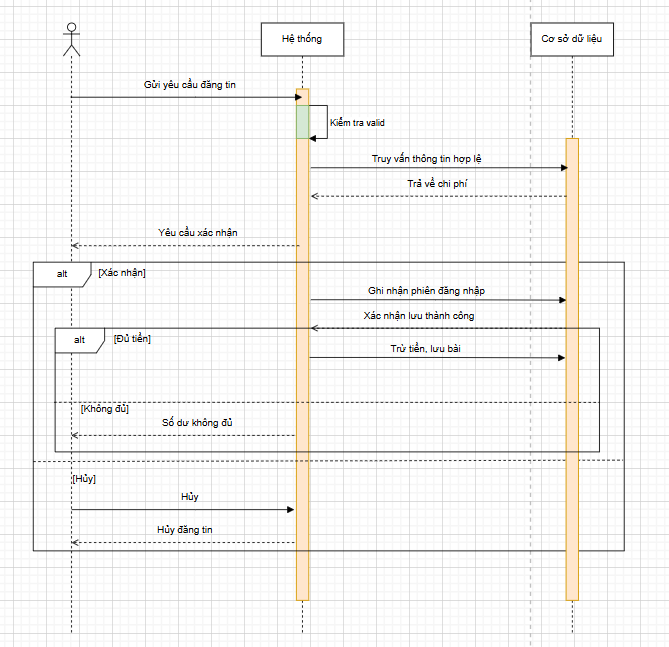 Hệ thống
Cơ sở dữ liệu
Gửi yêu cầu đăng tin
Kiểm tra valid
Truy vấn thông tin hợp lệ
Trả về chi phí
Yêu cầu xác nhận
alt
[Xác nhận]
Ghi nhận phiên đăng nhập
Xác nhận lưu thành công
alt
[Đủ tiền]
Trừ tiền, lưu bài
[Không đủ]
Số dư không đủ
[Hủy]
Hủy
Hủy đăng tin